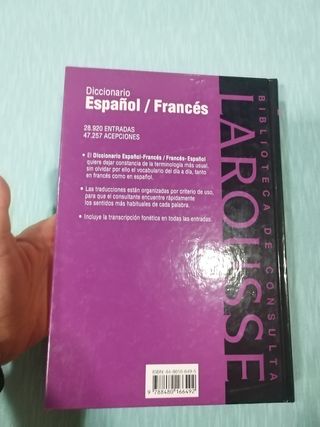 Diccionario
Español / Francés
28.920 ENTRADAS
47.257 ACEPCIONES
• El Diccionario Español-Francés / Francés-Español
quiere dejar constancia de la terminología más usual,
sin olvidar por ello el vocabulario del día a día, tanto
en francés como en español.
• Las traducciones están organizadas por criterio de uso,
para que el consultante encuentre rápidamente
los sentidos más habituales de cada palabra.
• Incluye la transcripción fonética en todas las entradas.
BIBLIOTECA DE CONSULTA
LAROUSSE
9 788480 166492